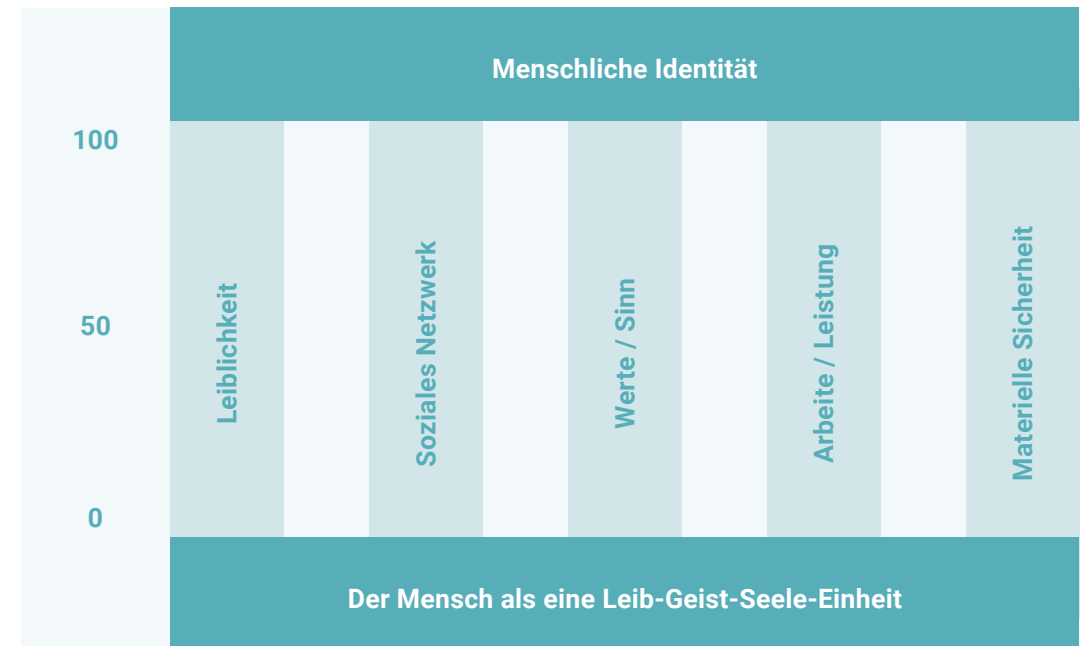 Menschliche Identität
100
50
0
Leiblichkeit
Soziales Netzwerk
Werte / Sinn
Arbeite / Leistung
Materielle Sicherheit
Der Mensch als eine Leib-Geist-Seele-Einheit